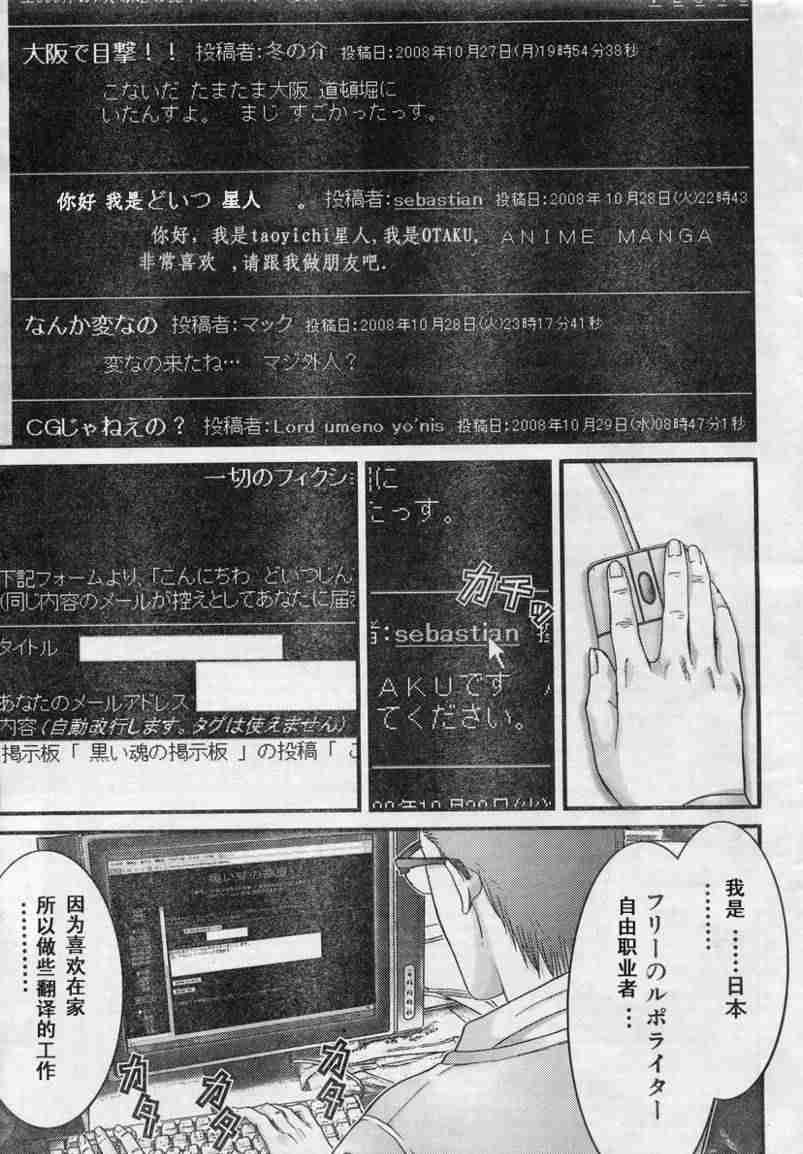 大阪で目撃！！ 投稿者:冬の介 投稿日:2008年10月27日(月)19時54分38秒
こないだ たまたま大阪 道頓堀に
いたんすよ。 まじ すごかったっす。
你好 我是どいつ 星人 。 投稿者:sebastian 投稿日:2008年10月28日(火)22時43
你好, 我是taoyichi星人,我是OTAKU, ANIME MANGA
非常喜欢 ,请跟我做朋友吧.
なんか変なの 投稿者:マック 投稿日:2008年10月28日(火)23時17分41秒
変なの来たね… マジ外人？
CGじゃねえの？ 投稿者:Lord umeno yo'nis 投稿日:2008年10月29日(水)08時47分1秒
カチッ
に
たっす。
者:sebastian 投
AKUです A
てください。
一切のフィクショ
下記フォームより、「こんにちわ どいつじん
(同じ内容のメールが控えとしてあなたに届き
タイトル
あなたのメールアドレス
内容(自動改行します。タグは使えません)
掲示板「 黒い魂の掲示板 」の投稿「 こ
我是……日本
………
フリーのルポライター
自由职业者…
因为喜欢在家
所以做些翻译的工作
…………
カタ
カタ
カタ